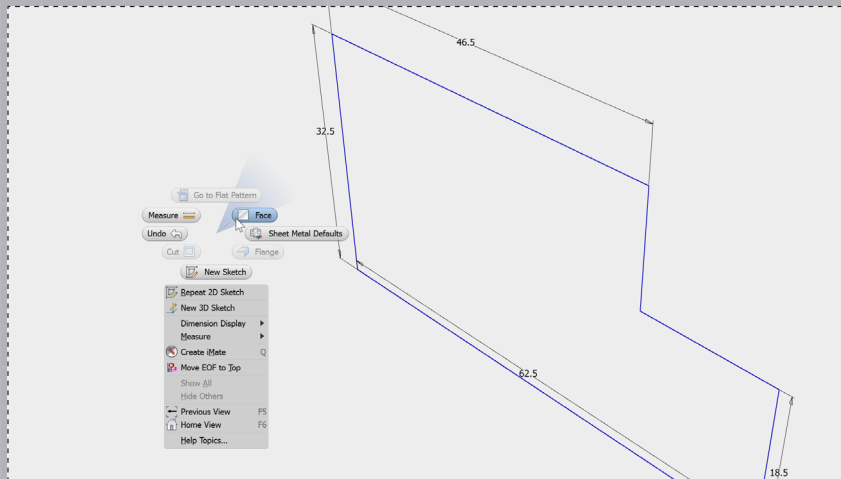 46.5
32.5
Go to Flat Pattern
Measure
Face
Undo
Sheet Metal Defaults
Cut
Flange
New Sketch
Repeat 2D Sketch
New 3D Sketch
Dimension Display
Measure
Create iMate Q
Move EOF to Top
Show All
Hide Others
Previous View F5
Home View F6
Help Topics...
62.5
18.5